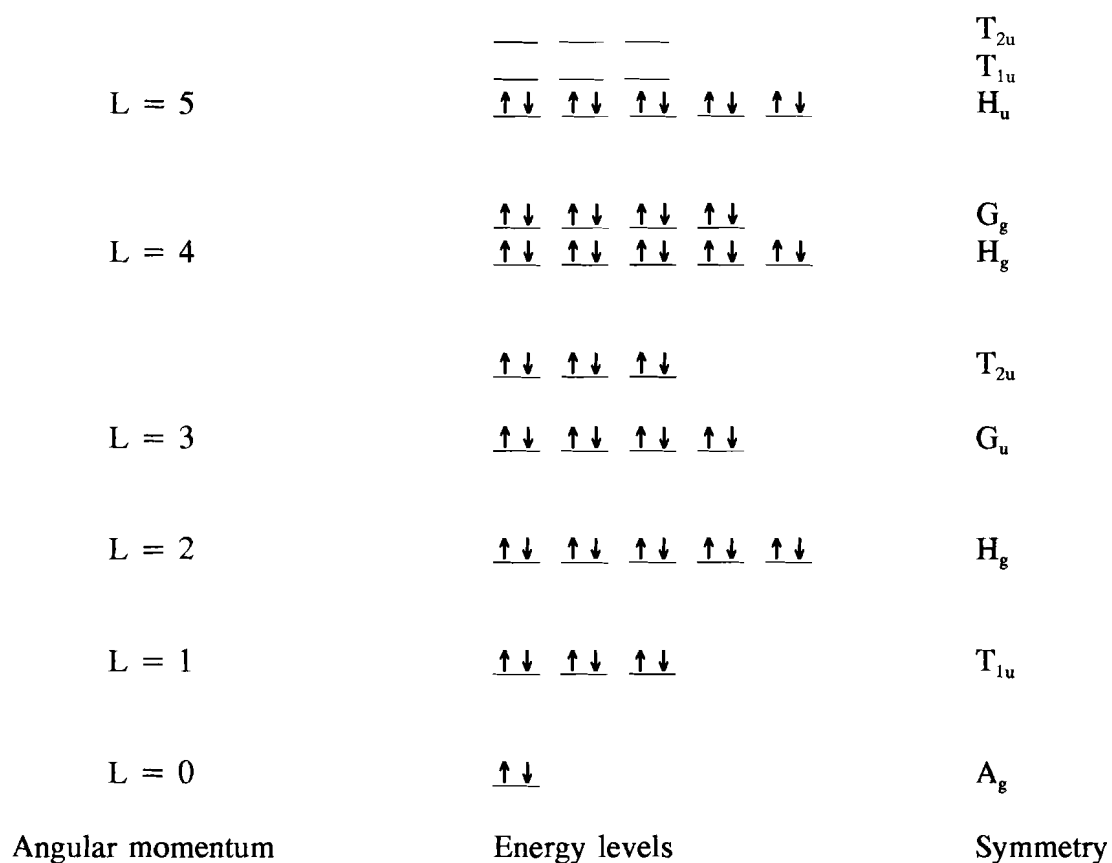 T2u
T1u
L = 5 ↑↓ ↑↓ ↑↓ ↑↓ ↑↓ Hu
↑↓ ↑↓ ↑↓ ↑↓ Gg
L = 4 ↑↓ ↑↓ ↑↓ ↑↓ ↑↓ Hg
↑↓ ↑↓ ↑↓ T2u
L = 3 ↑↓ ↑↓ ↑↓ ↑↓ Gu
L = 2 ↑↓ ↑↓ ↑↓ ↑↓ ↑↓ Hg
L = 1 ↑↓ ↑↓ ↑↓ T1u
L = 0 ↑↓ Ag
Angular momentum Energy levels Symmetry